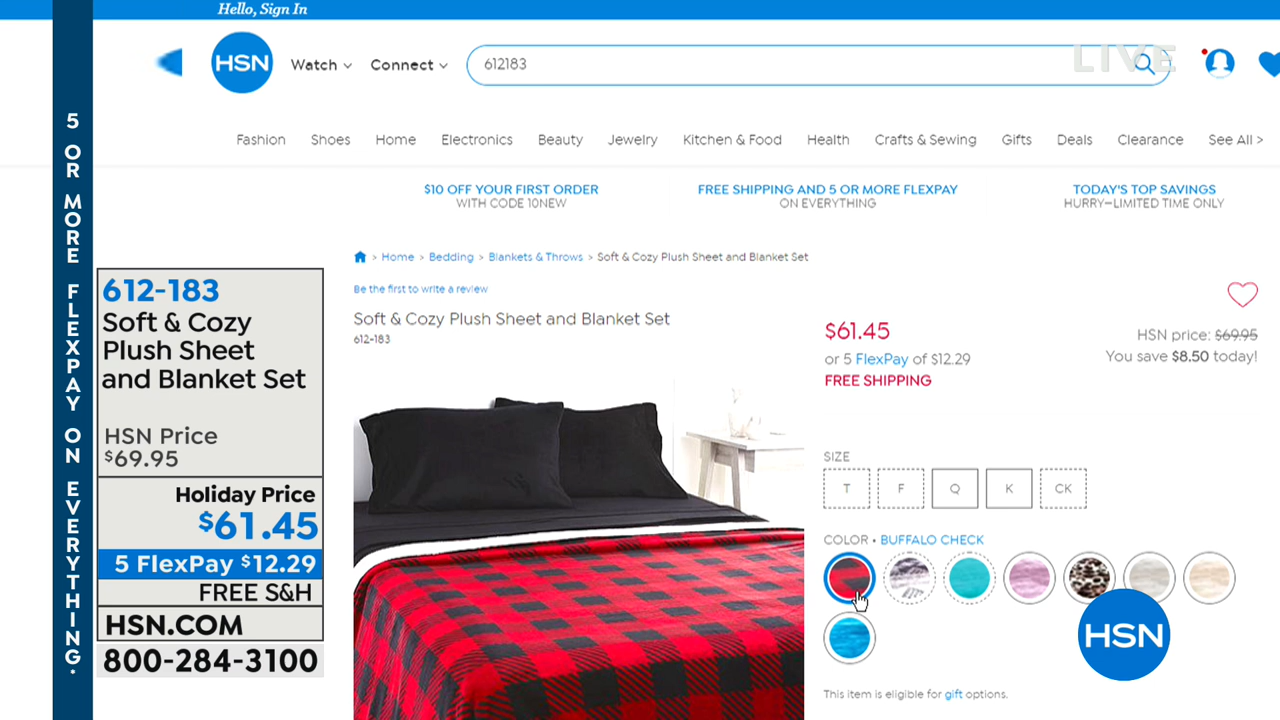 Hello, Sign In
HSN
Watch
Connect
612183
LIVE
Fashion
Shoes
Home
Electronics
Beauty
Jewelry
Kitchen & Food
Health
Crafts & Sewing
Gifts
Deals
Clearance
See All >
$10 OFF YOUR FIRST ORDER
WITH CODE 10NEW
FREE SHIPPING AND 5 OR MORE FLEXPAY
ON EVERYTHING
TODAY'S TOP SAVINGS
HURRY—LIMITED TIME ONLY
5 OR MORE FLEXPAY ON EVERYTHING.
612-183
Soft & Cozy
Plush Sheet
and Blanket Set
HSN Price
$69.95
Holiday Price
$61.45
5 FlexPay $12.29
FREE S&H
HSN.COM
800-284-3100
> Home > Bedding > Blankets & Throws > Soft & Cozy Plush Sheet and Blanket Set
Be the first to write a review
Soft & Cozy Plush Sheet and Blanket Set
612-183
$61.45
or 5 FlexPay of $12.29
FREE SHIPPING
HSN price: $69.95
You save $8.50 today!
SIZE
T
F
Q
K
CK
COLOR • BUFFALO CHECK
HSN
This item is eligible for gift options.